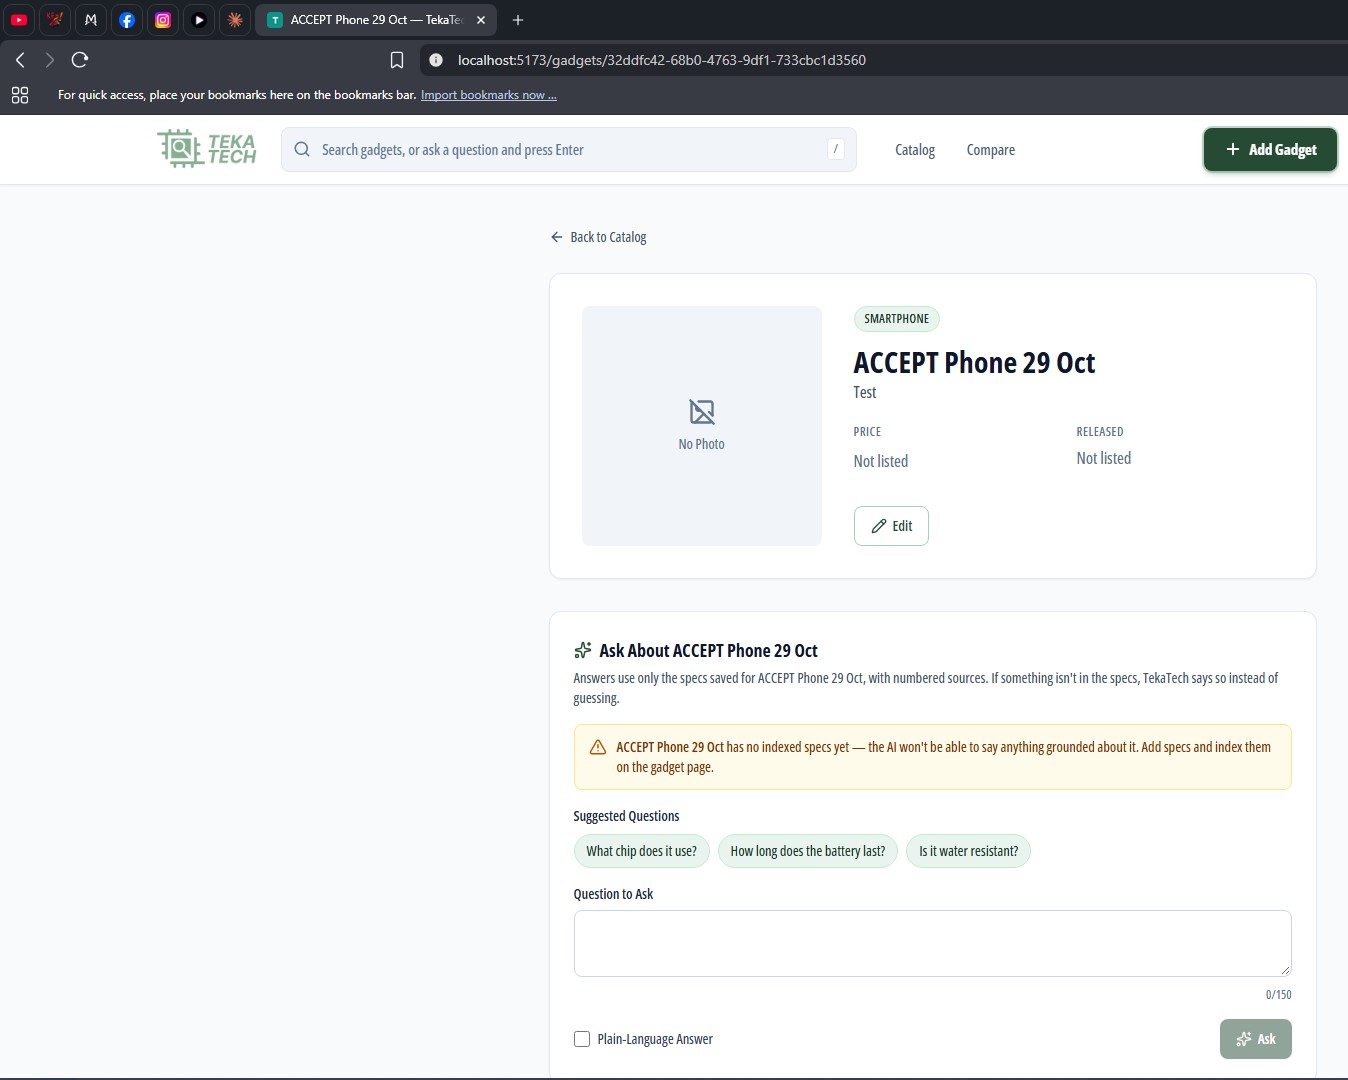 ACCEPT Phone 29 Oct — TekaTe
localhost:5173/gadgets/32ddfc42-68b0-4763-9df1-733cbc1d3560
For quick access, place your bookmarks here on the bookmarks bar. Import bookmarks now ...
TEKA
TECH
Search gadgets, or ask a question and press Enter
/
Catalog
Compare
Add Gadget
Back to Catalog
No Photo
SMARTPHONE
ACCEPT Phone 29 Oct
Test
PRICE
RELEASED
Not listed
Not listed
Edit
Ask About ACCEPT Phone 29 Oct
Answers use only the specs saved for ACCEPT Phone 29 Oct, with numbered sources. If something isn't in the specs, TekaTech says so instead of
guessing.
ACCEPT Phone 29 Oct has no indexed specs yet — the AI won't be able to say anything grounded about it. Add specs and index them
on the gadget page.
Suggested Questions
What chip does it use?
How long does the battery last?
Is it water resistant?
Question to Ask
0/150
Plain-Language Answer
Ask